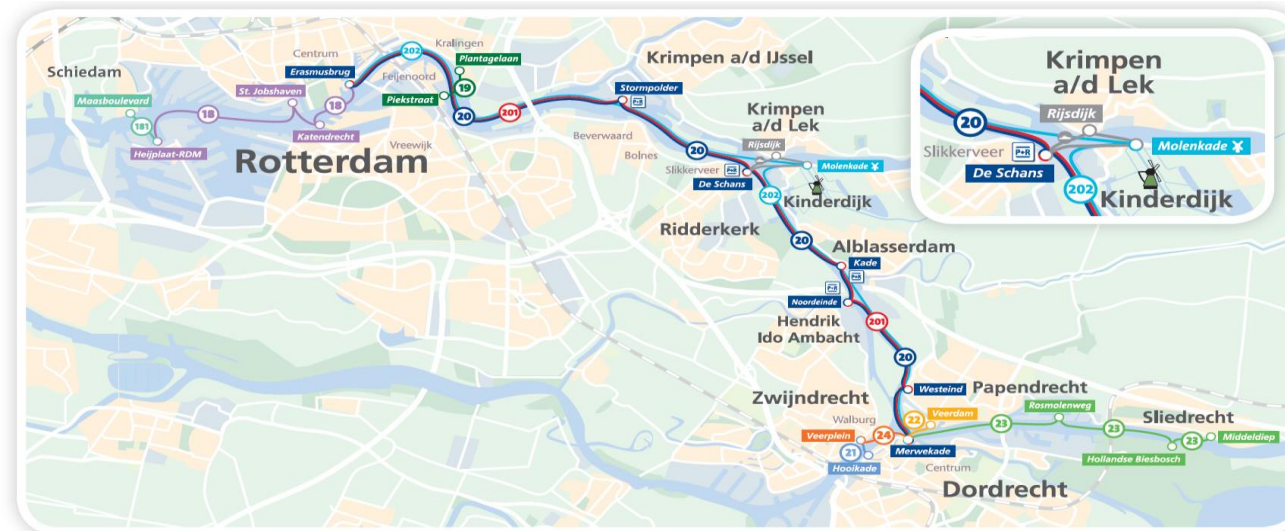 Schiedam
Maasboulevard
181
Heijplaat-RDM
18
St. Jobshaven
18
Katendrecht
Rotterdam
Centrum
Erasmusbrug
202
Kralingen
Feijenoord
Plantagelaan
19
Piekstraat
20
201
Vreewijk
Krimpen a/d IJssel
Stormpolder
P+R
Beverwaard
Bolnes
20
Krimpen
a/d Lek
Rijsdijk
Slikkerveer
P+R
De Schans
Molenkade
202
Kinderdijk
Ridderkerk
20
Alblasserdam
Kade
P+R
P+R
Noordeinde
Hendrik
Ido Ambacht
201
20
Westeind
Papendrecht
Zwijndrecht
Walburg
Veerplein
24
22
Veerdam
21
Hooikade
Merwekade
Centrum
Dordrecht
23
Rosmolenweg
23
Sliedrecht
23
Middeldiep
Hollandse Biesbosch
Krimpen
a/d Lek
20
Rijsdijk
Slikkerveer
P+R
De Schans
Molenkade
202
Kinderdijk